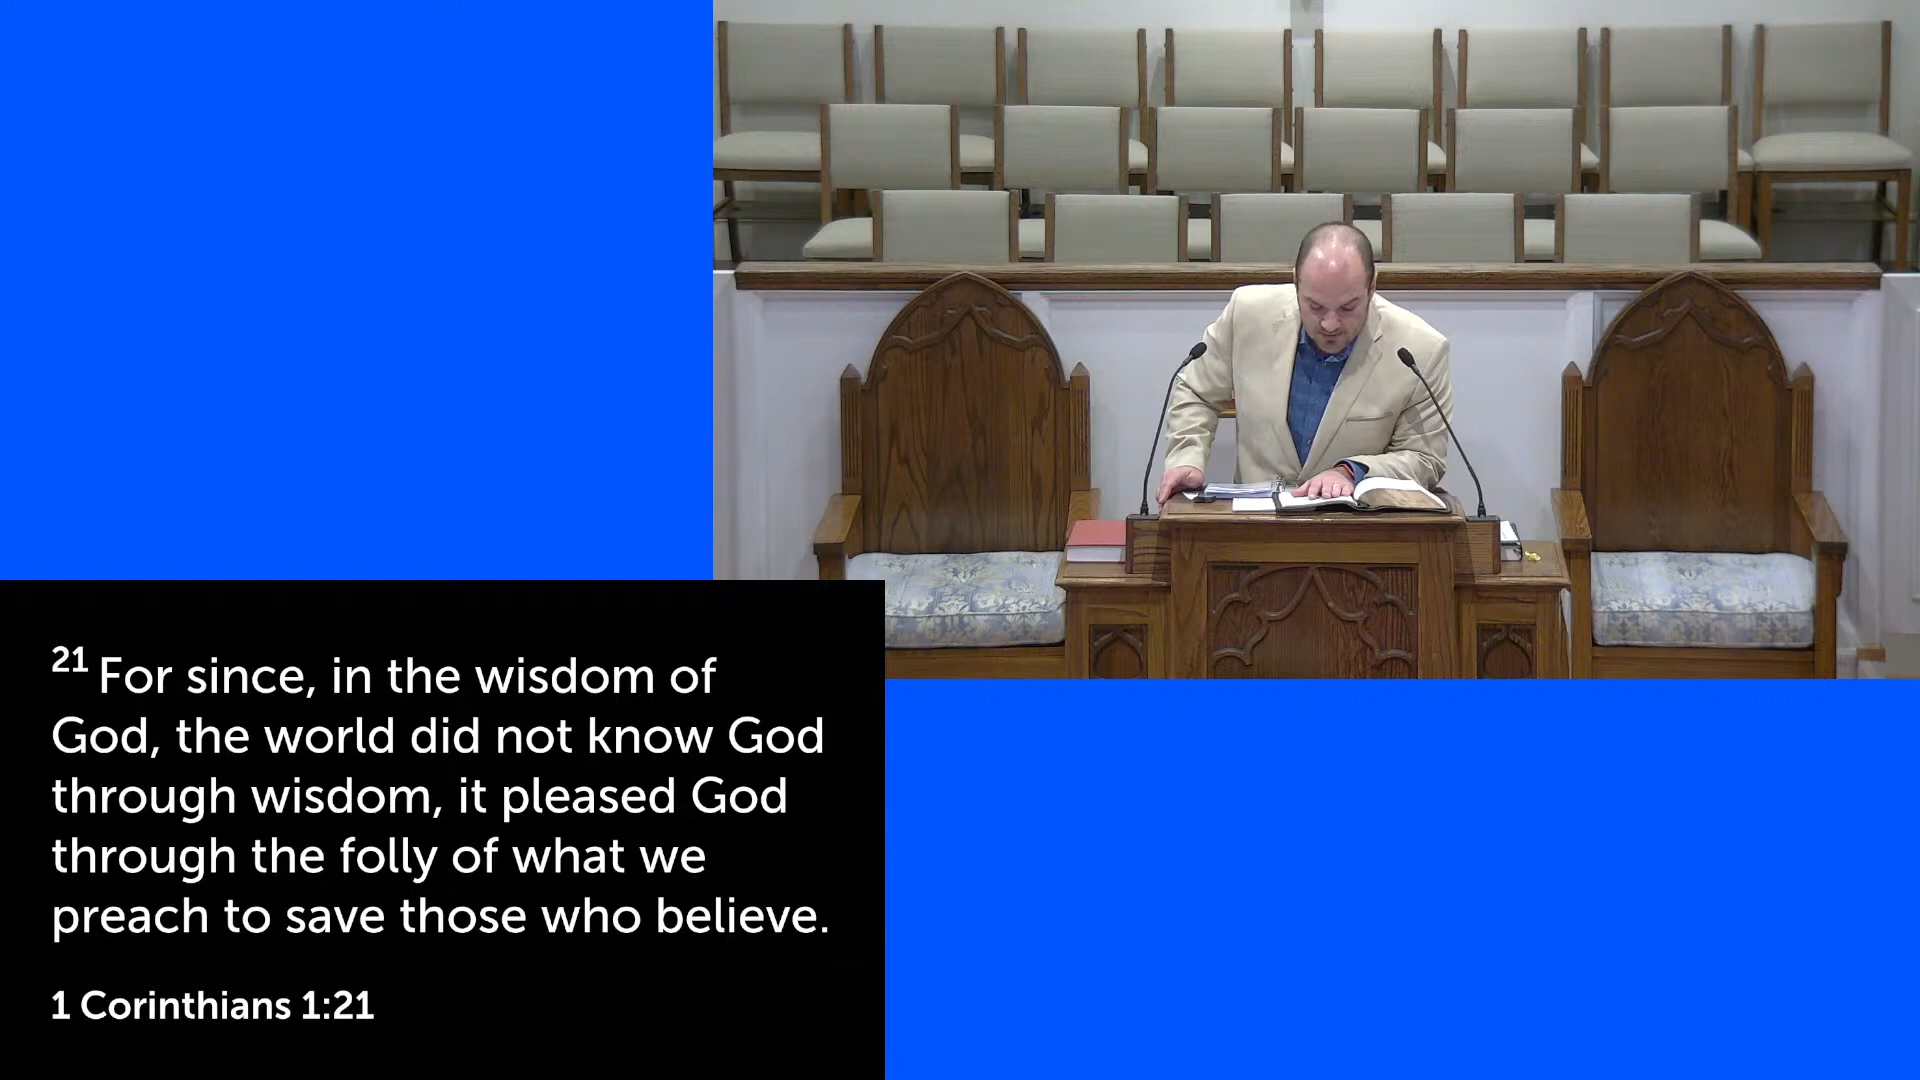 21 For since, in the wisdom of
God, the world did not know God
through wisdom, it pleased God
through the folly of what we
preach to save those who believe.
1 Corinthians 1:21